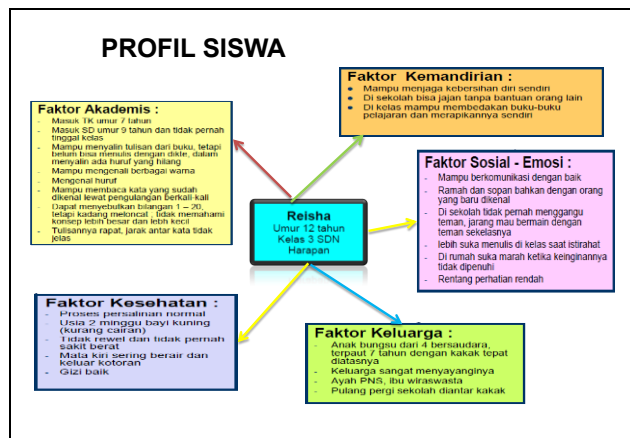 PROFIL SISWA
Faktor Kemandirian :
Mampu menjaga kebersihan diri sendiri
Di sekolah bisa jajan tanpa bantuan orang lain
Di kelas mampu membedakan buku-buku
pelajaran dan merapikannya sendiri
Faktor Akademis :
- Masuk TK umur 7 tahun
- Masuk SD umur 9 tahun dan tidak pernah
tinggal kelas
- Mampu menyalin tulisan dari buku, tetapi
belum bisa menulis dengan dikte, dalam
menyalin ada huruf yang hilang
- Mampu mengenali berbagai warna
- Mengenal huruf
- Mampu membaca kata yang sudah
dikenal lewat pengulangan berkali-kali
- Dapat menyebutkan bilangan 1 – 20,
tetapi kadang meloncat , tidak memahami
konsep lebih besar dan lebih kecil
- Tulisannya rapat, jarak antar kata tidak
jelas
Reisha
Umur 12 tahun
Kelas 3 SDN
Harapan
Faktor Sosial - Emosi :
- Mampu berkomunikasi dengan baik
- Ramah dan sopan bahkan dengan orang
yang baru dikenal
- Di sekolah tidak pernah menggangu
teman, jarang mau bermain dengan
teman sekelasnya
- lebih suka menulis di kelas saat istirahat
- Di rumah suka marah ketika keinginannya
tidak dipenuhi
- Rentang perhatian rendah
Faktor Kesehatan :
- Proses persalinan normal
- Usia 2 minggu bayi kuning
(kurang cairan)
- Tidak rewel dan tidak pernah
sakit berat
- Mata kiri sering berair dan
keluar kotoran
- Gizi baik
Faktor Keluarga :
- Anak bungsu dari 4 bersaudara,
terpaut 7 tahun dengan kakak tepat
diatasnya
- Keluarga sangat menyayanginya
- Ayah PNS, ibu wiraswasta
- Pulang pergi sekolah diantar kakak